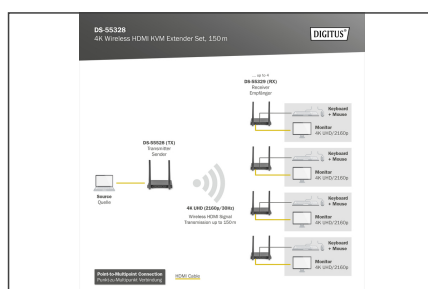 DS-55328
4K Wireless HDMI KVM Extender Set, 150 m
DIGITUS®
... up to 4
DS-55329 (RX)
Receiver
Empfänger
Keyboard
+ Mouse
Monitor
4K UHD/2160p
DS-55328 (TX)
Transmitter
Sender
Keyboard
+ Mouse
Monitor
4K UHD/2160p
Source
Quelle
4K UHD (2160p/30Hz)
Wireless HDMI Signal
Transmission up to 150 m
Keyboard
+ Mouse
Monitor
4K UHD/2160p
Keyboard
+ Mouse
Monitor
4K UHD/2160p
Point-to-Multipoint Connection
Punkt-zu-Multipunkt Verbindung
HDMI Cable